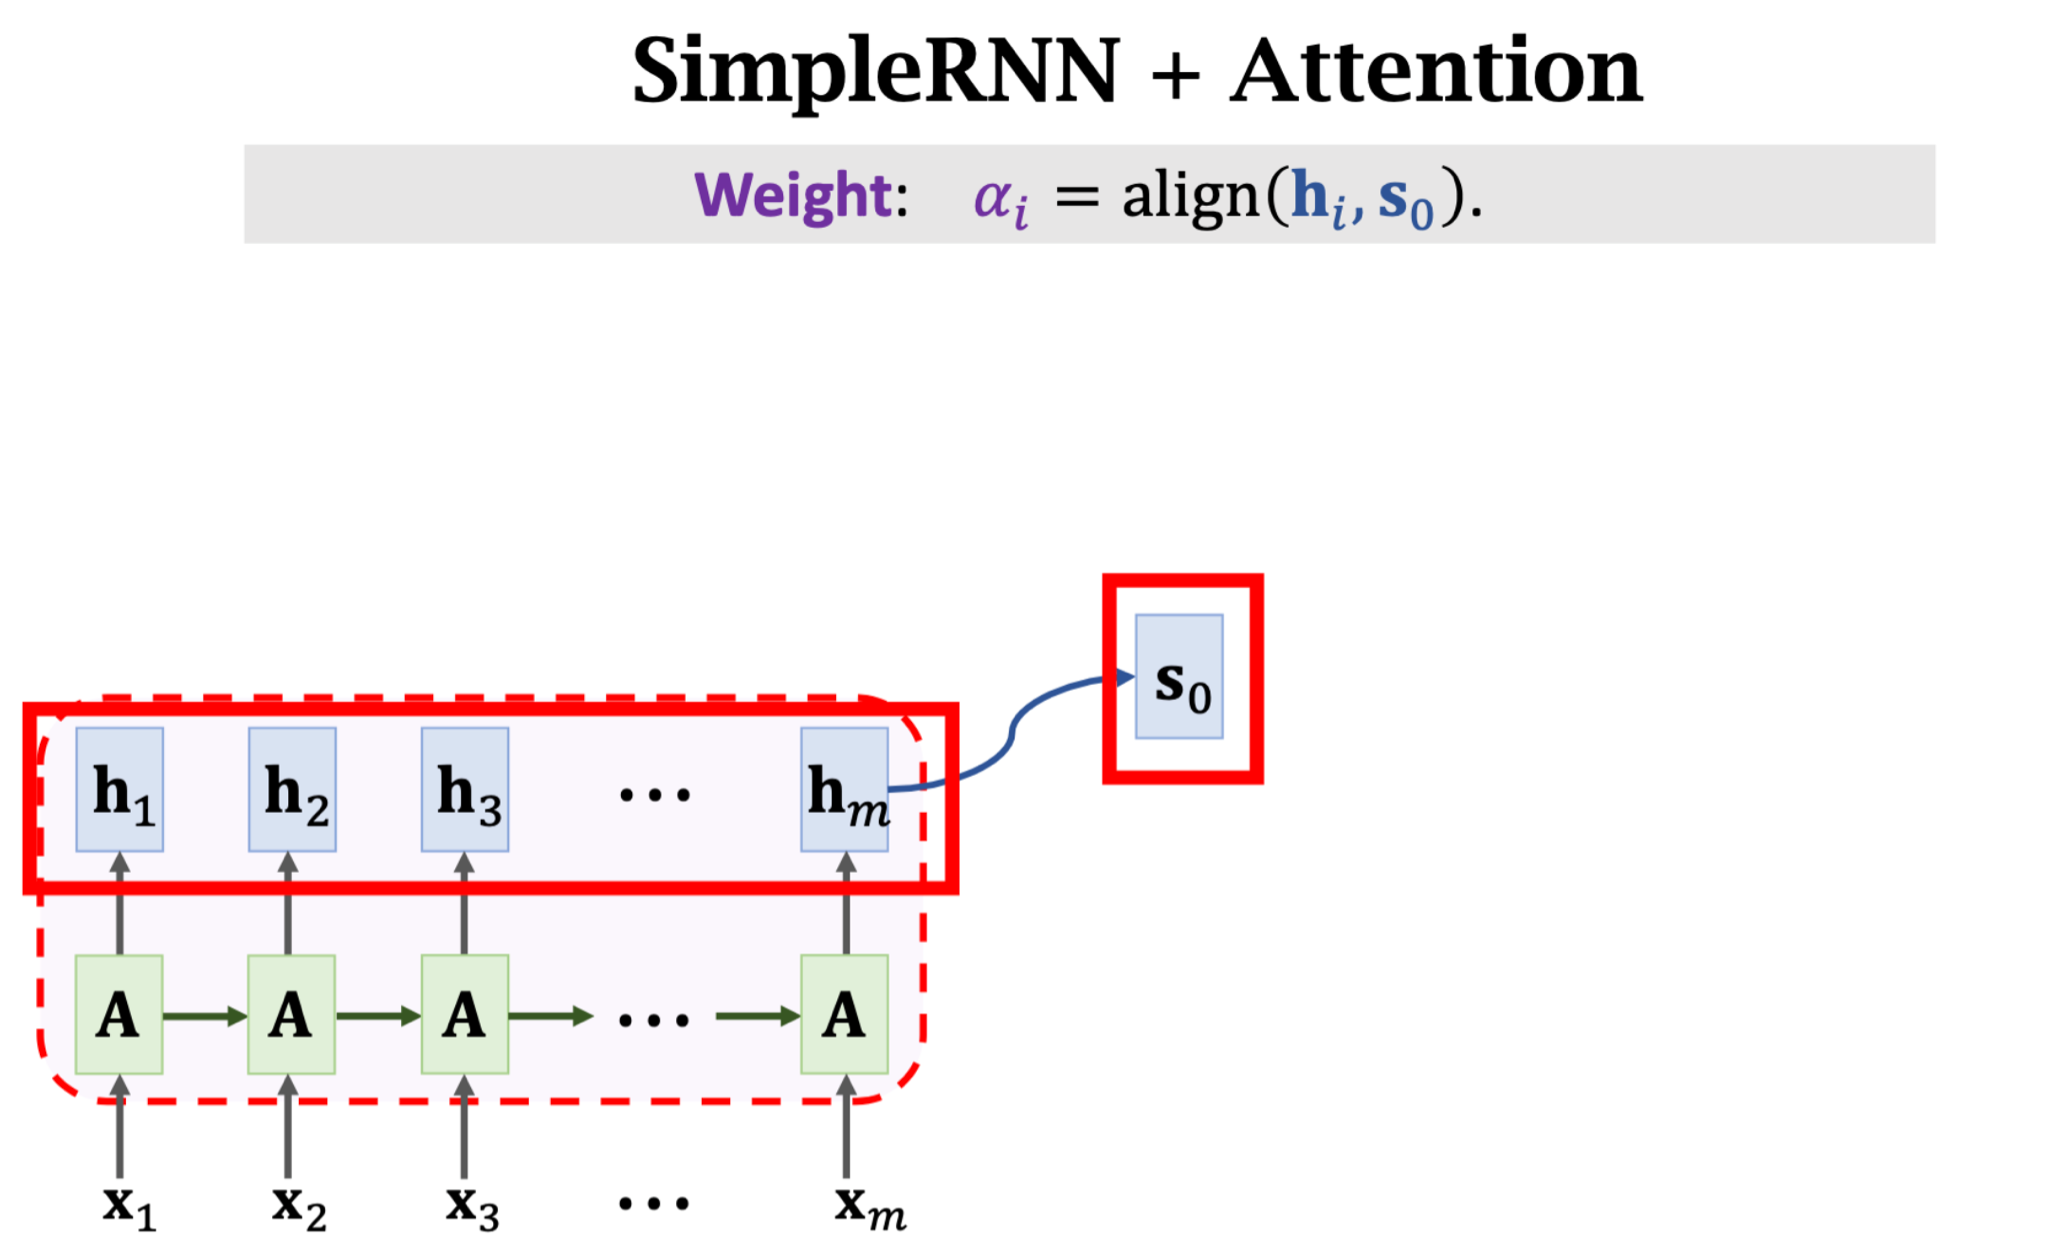 SimpleRNN + Attention
Weight: αᵢ = align(hᵢ, s₀).
s₀
h₁ h₂ h₃ ⋯ hₘ
A A A ⋯ A
x₁ x₂ x₃ ⋯ xₘ